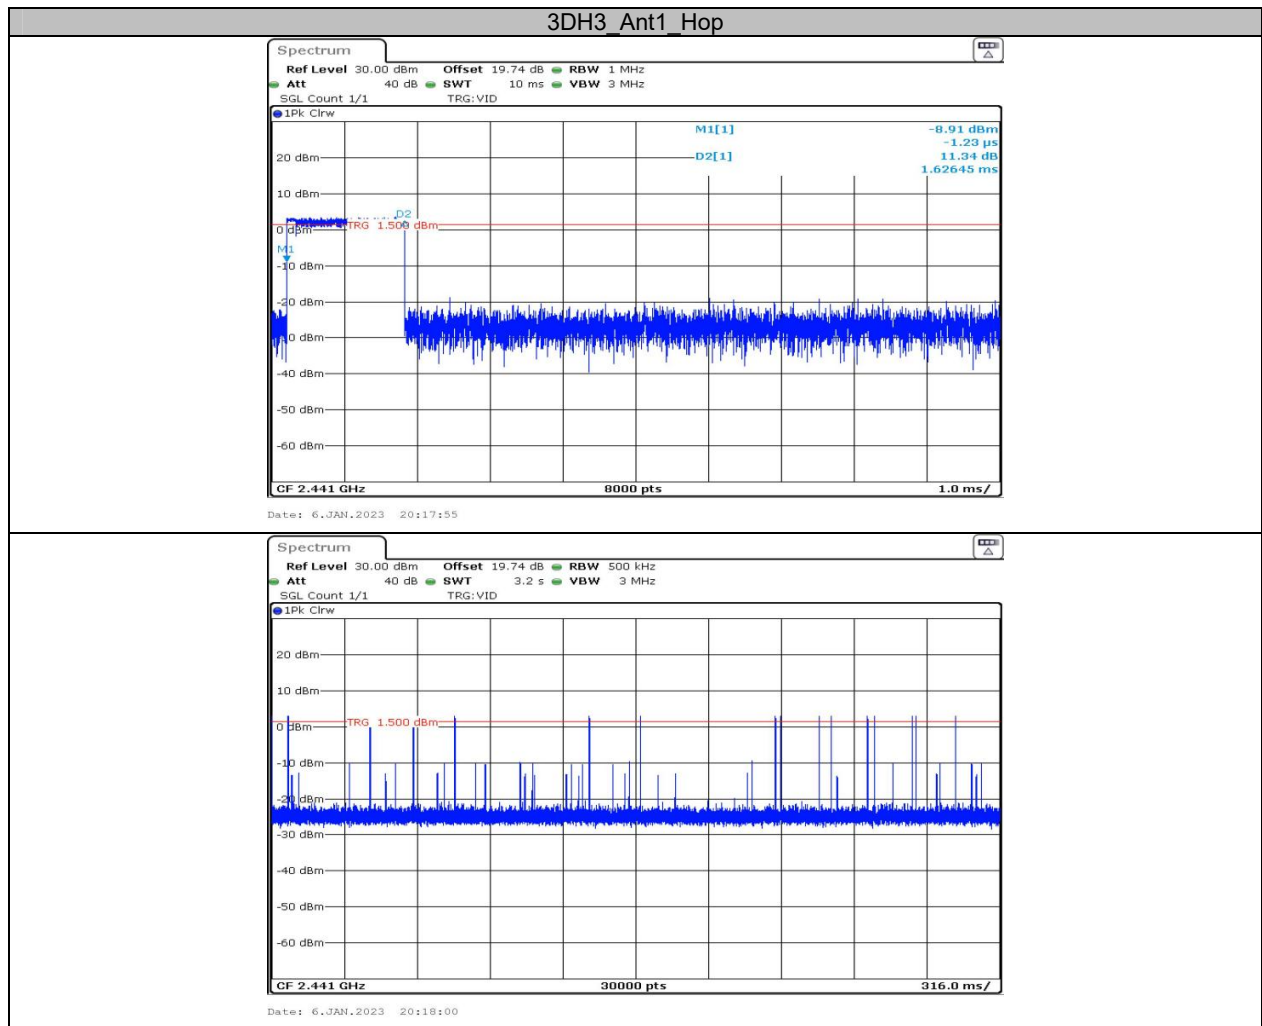 3DH3_Ant1_Hop
Spectrum
Ref Level 30.00 dBm Offset 19.74 dB RBW 1 MHz
Att 40 dB SWT 10 ms VBW 3 MHz
SGL Count 1/1 TRG:VID
1Pk Clrw
M1[1] -8.91 dBm
-1.23 µs
20 dBm D2[1] 11.34 dB
1.62645 ms
10 dBm
D2
0 dBm TRG 1.500 dBm
M1
-10 dBm
-20 dBm
-40 dBm
-50 dBm
-60 dBm
CF 2.441 GHz 8000 pts 1.0 ms/
Date: 6.JAN.2023 20:17:55
Spectrum
Ref Level 30.00 dBm Offset 19.74 dB RBW 500 kHz
Att 40 dB SWT 3.2 s VBW 3 MHz
SGL Count 1/1 TRG:VID
1Pk Clrw
20 dBm
10 dBm
0 dBm TRG 1.500 dBm
-10 dBm
-20 dBm
-30 dBm
-40 dBm
-50 dBm
-60 dBm
CF 2.441 GHz 30000 pts 316.0 ms/
Date: 6.JAN.2023 20:18:00